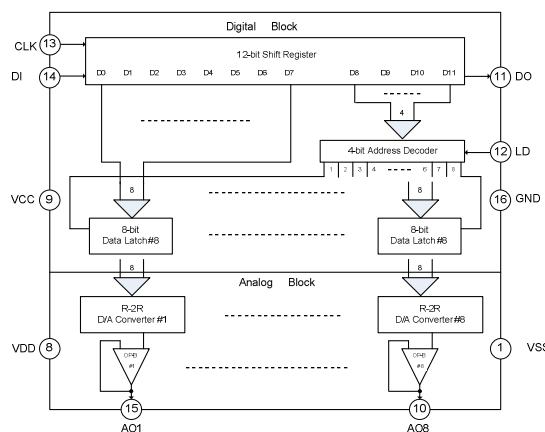 Digital Block
CLK 13
12-bit Shift Register
D0 D1 D2 D3 D4 D5 D6 D7 D8 D9 D10 D11
DI 14
11 DO
4
4-bit Address Decoder
12 LD
1 2 3 4 6 7 8
VCC 9
8 8
16 GND
8-bit
Data Latch#8
8-bit
Data Latch#8
8 8
Analog Block
R-2R
D/A Converter #1
R-2R
D/A Converter #8
VDD 8
1 VSS
OP-B
#1
OP-B
#8
15
AO1
10
AO8